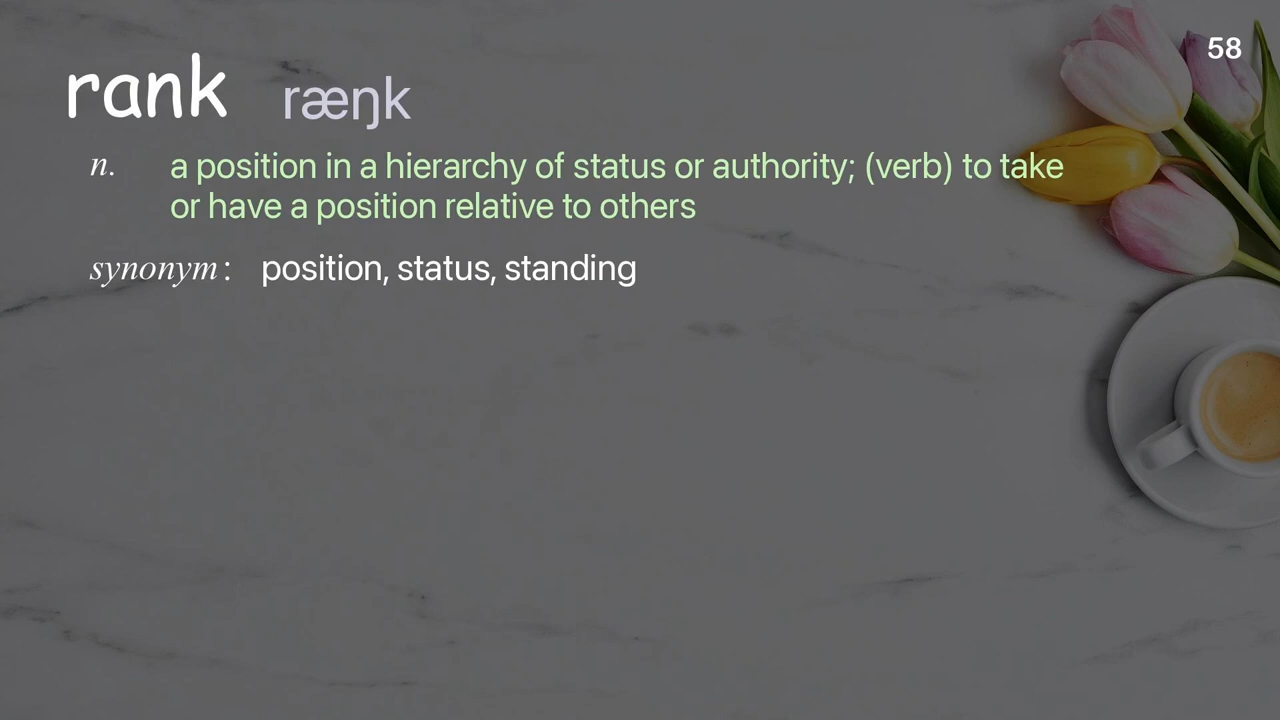 58
rank ræŋk
n. a position in a hierarchy of status or authority; (verb) to take
or have a position relative to others
synonym : position, status, standing